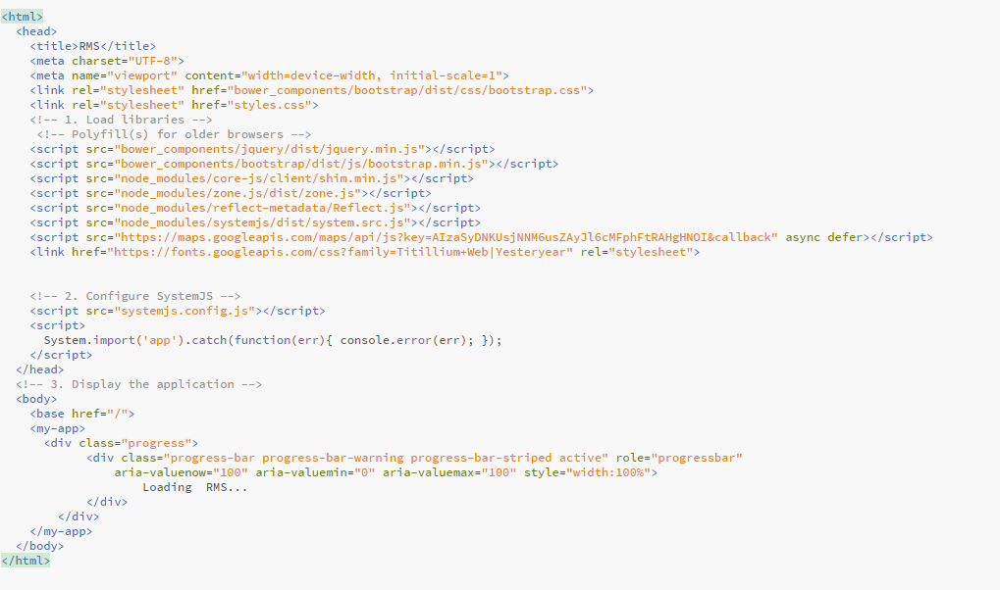 <html>
<head>
<title>RMS</title>
<meta charset="UTF-8">
<meta name="viewport" content="width=device-width, initial-scale=1">
<link rel="stylesheet" href="bower_components/bootstrap/dist/css/bootstrap.css">
<link rel="stylesheet" href="styles.css">
<!-- 1. Load libraries -->
<!-- Polyfill(s) for older browsers -->
<script src="bower_components/jquery/dist/jquery.min.js"></script>
<script src="bower_components/bootstrap/dist/js/bootstrap.min.js"></script>
<script src="node_modules/core-js/client/shim.min.js"></script>
<script src="node_modules/zone.js/dist/zone.js"></script>
<script src="node_modules/reflect-metadata/Reflect.js"></script>
<script src="node_modules/systemjs/dist/system.src.js"></script>
<script src="https://maps.googleapis.com/maps/api/js?key=AIzaSyDNKUsjNNM6usZAyJl6cMFphFtRAHgHNOI&callback" async defer></script>
<link href="https://fonts.googleapis.com/css?family=Titillium+Web|Yesteryear" rel="stylesheet">
<!-- 2. Configure SystemJS -->
<script src="systemjs.config.js"></script>
<script>
System.import('app').catch(function(err){ console.error(err); });
</script>
</head>
<!-- 3. Display the application -->
<body>
<base href="/">
<my-app>
<div class="progress">
<div class="progress-bar progress-bar-warning progress-bar-striped active" role="progressbar"
aria-valuenow="100" aria-valuemin="0" aria-valuemax="100" style="width:100%">
Loading  RMS...
</div>
</div>
</my-app>
</body>
</html>